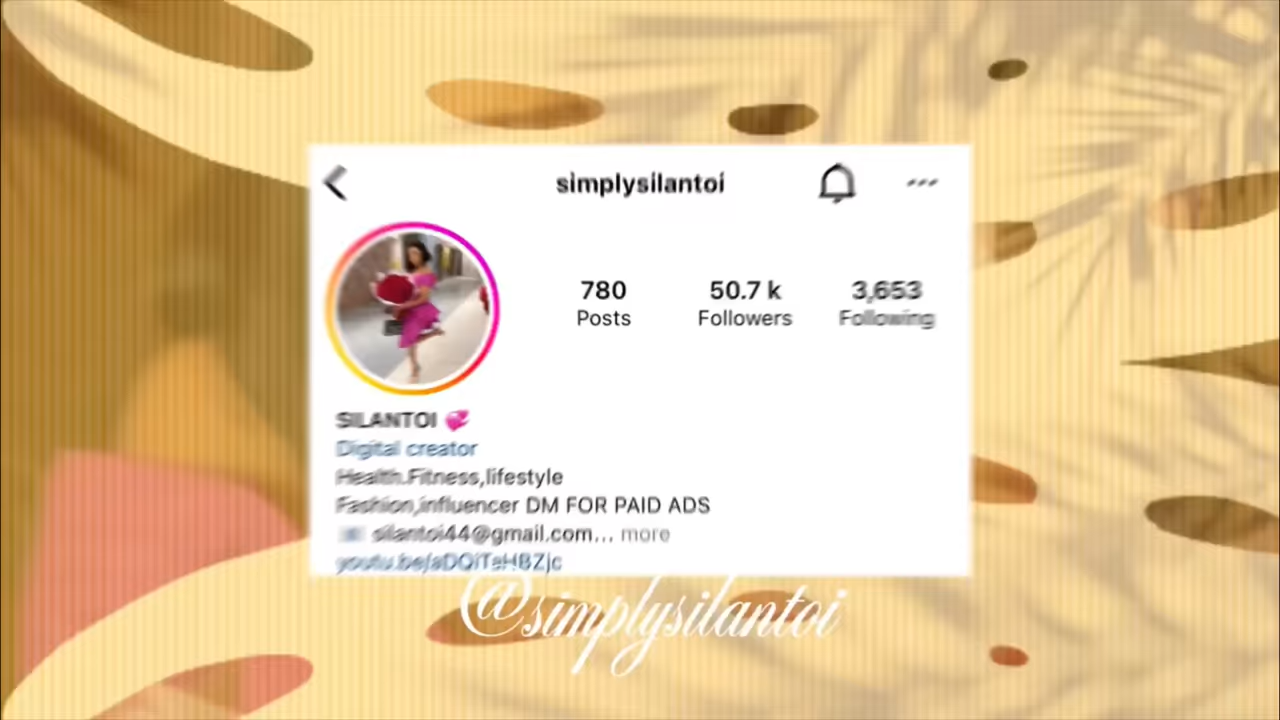 simplysilantoi
780 50.7 k 3,653
Posts Followers Following
SILANTOI 💞
Digital creator
Health.Fitness,lifestyle
Fashion,influencer DM FOR PAID ADS
silantoi44@gmail.com... more
@simplysilantoi